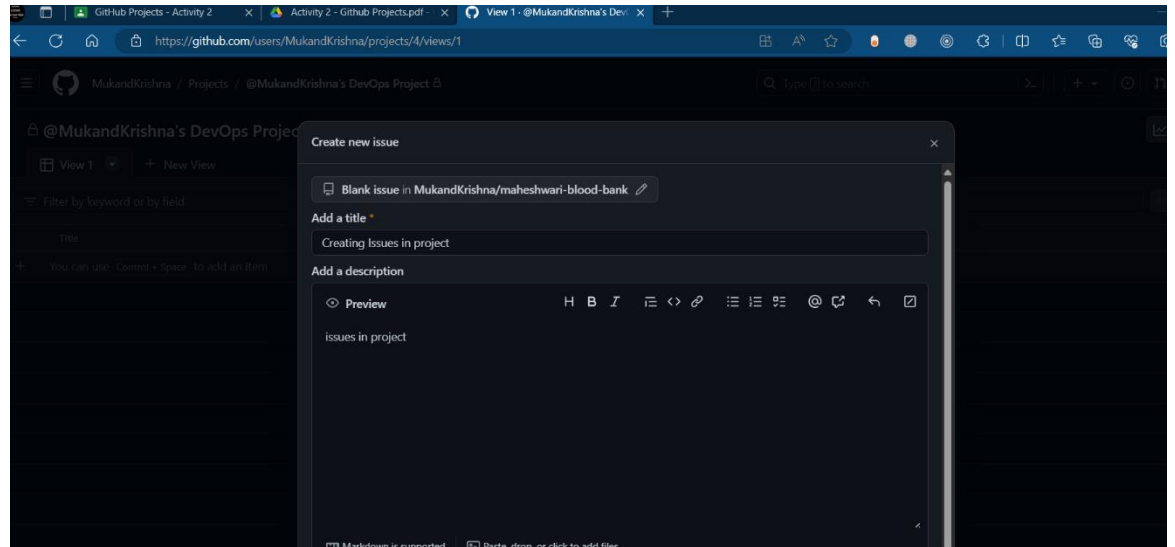 GitHub Projects - Activity 2
Activity 2 - Github Projects.pdf -
View 1 · @MukandKrishna's Dev
https://github.com/users/MukandKrishna/projects/4/views/1
MukandKrishna / Projects / @MukandKrishna's DevOps Project
Type / to search
@MukandKrishna's DevOps Projec
View 1
+ New View
Filter by keyword or by field
Title
+ You can use Control + Space to add an item
Create new issue
Blank issue in MukandKrishna/maheshwari-blood-bank
Add a title *
Creating Issues in project
Add a description
Preview
H B I
issues in project
Markdown is supported
Paste, drop, or click to add files